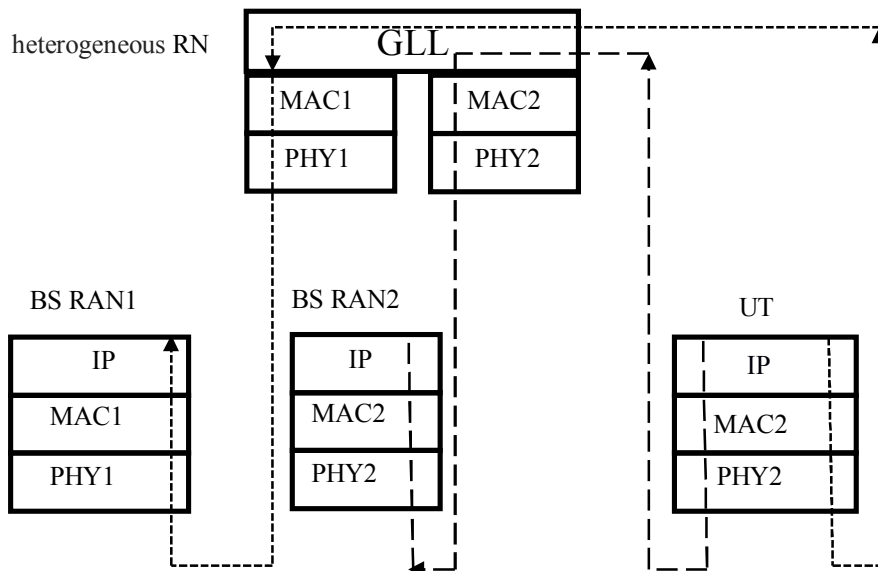 heterogeneous RN
GLL
MAC1
MAC2
PHY1
PHY2
BS RAN1
BS RAN2
UT
IP
MAC1
PHY1
IP
MAC2
PHY2
IP
MAC2
PHY2